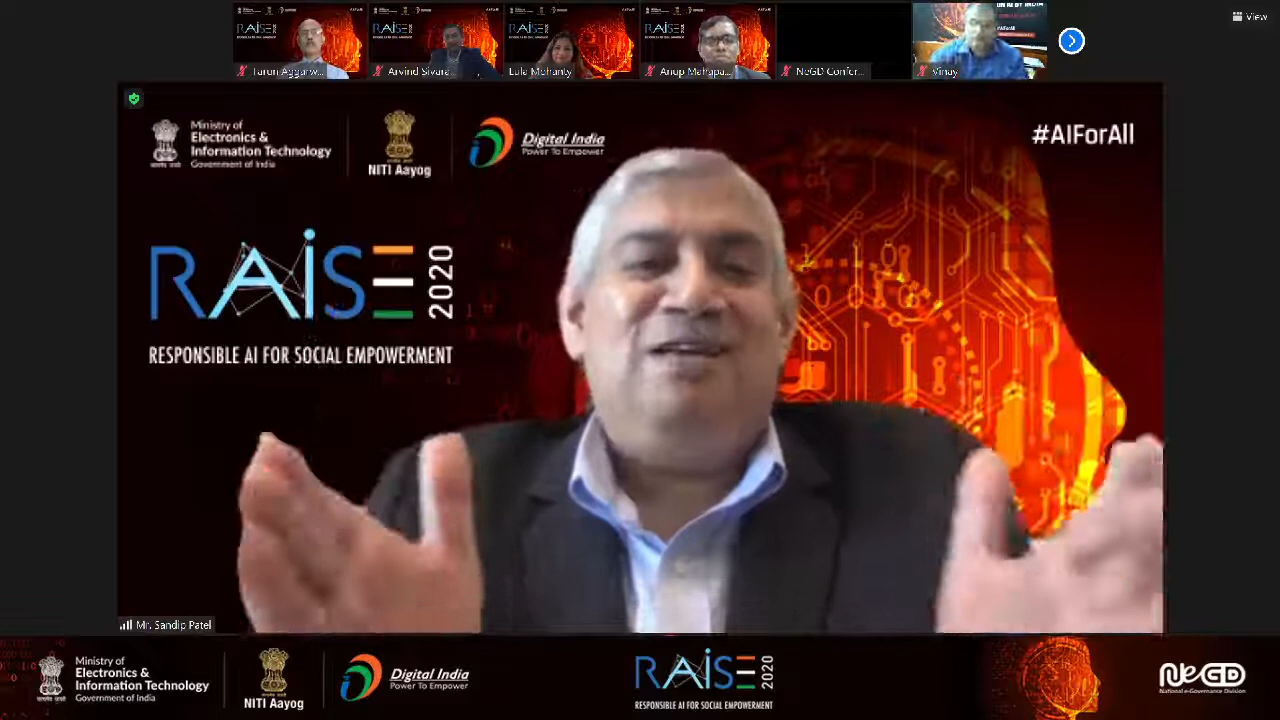 View
Tarun Aggarw...
Arvind Sivara...
Lula Mohanty
Anup Mahapa...
NeGD Confer...
Vinay
Ministry of
Electronics &
Information Technology
Government of India
NITI Aayog
Digital India
Power To Empower
#AIForAll
RAISE 2020
RESPONSIBLE AI FOR SOCIAL EMPOWERMENT
Mr. Sandip Patel
Ministry of
Electronics &
Information Technology
Government of India
NITI Aayog
Digital India
Power To Empower
RAISE 2020
RESPONSIBLE AI FOR SOCIAL EMPOWERMENT
NeGD
National e-Governance Division